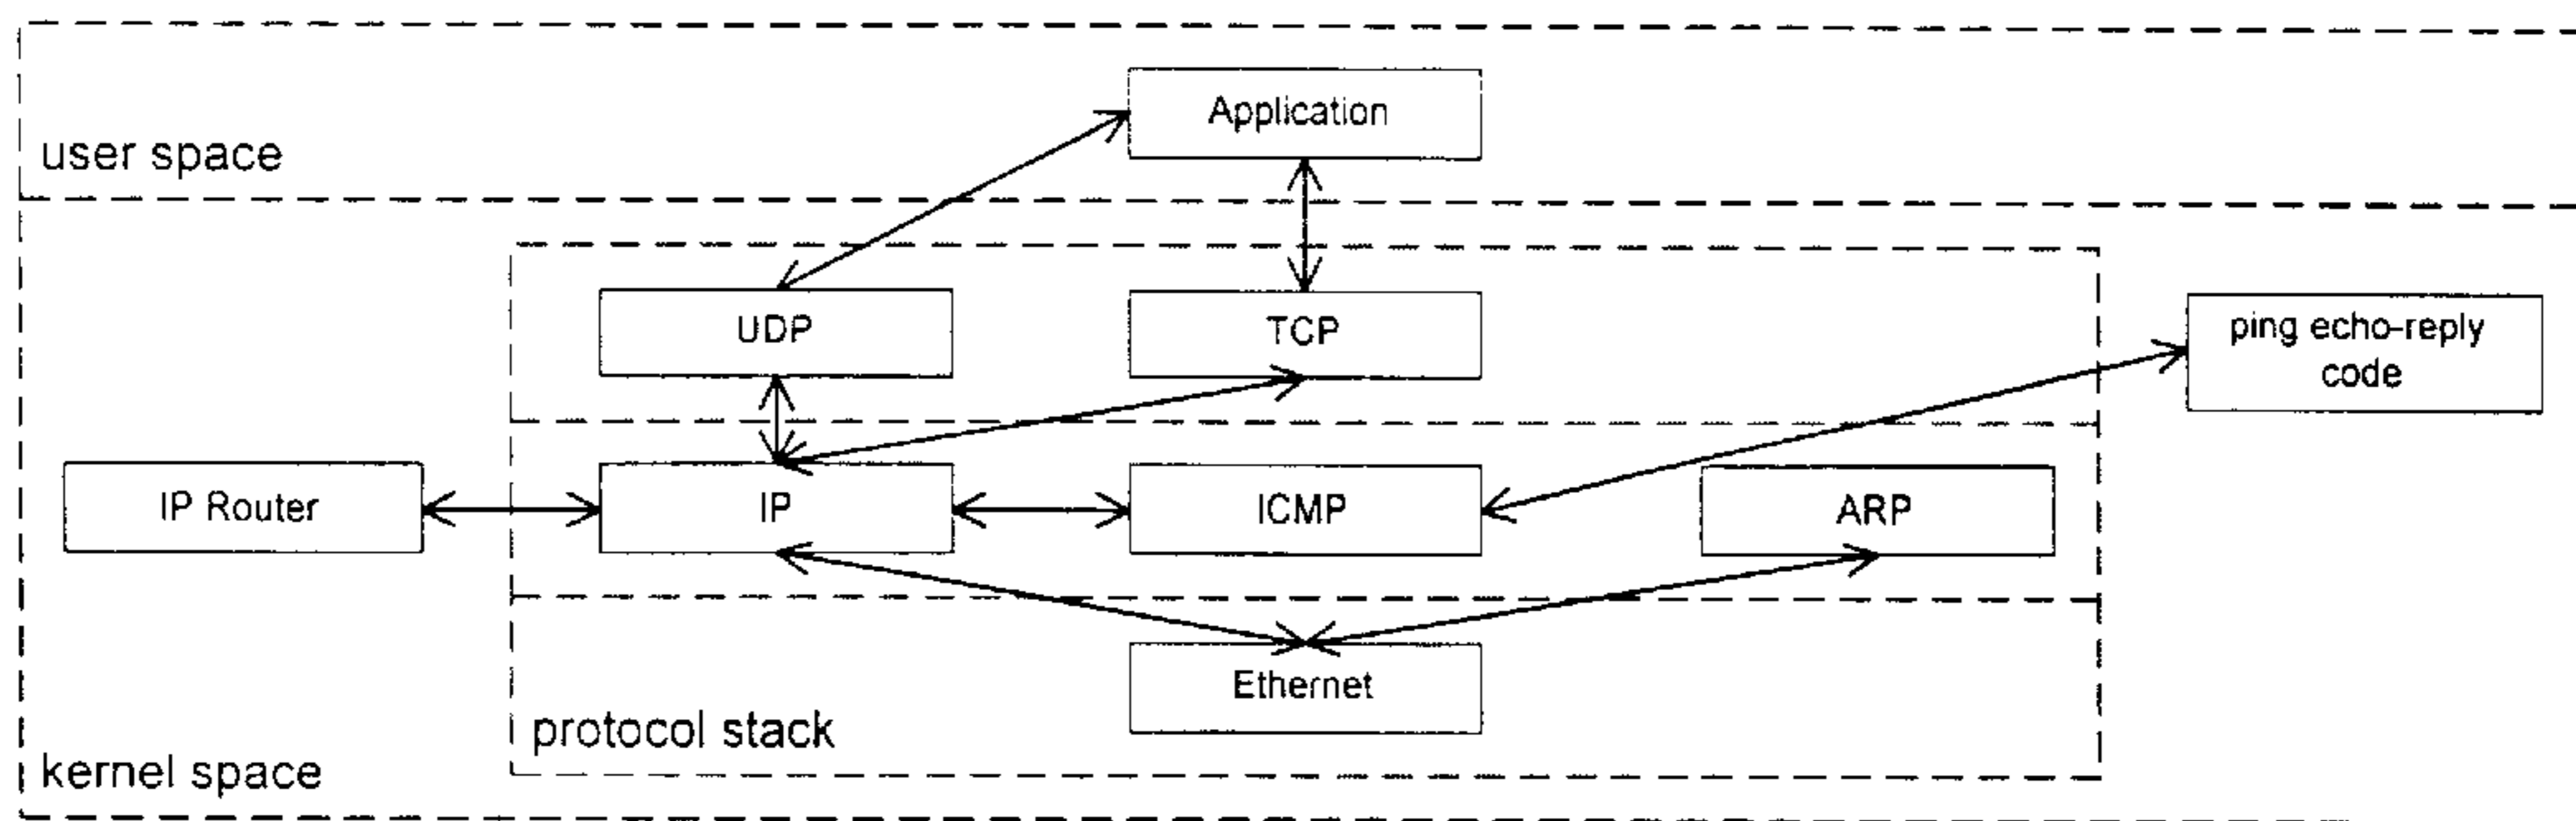 Application
user space
UDP
TCP
ping echo-reply
code
IP Router
IP
ICMP
ARP
Ethernet
protocol stack
kernel space